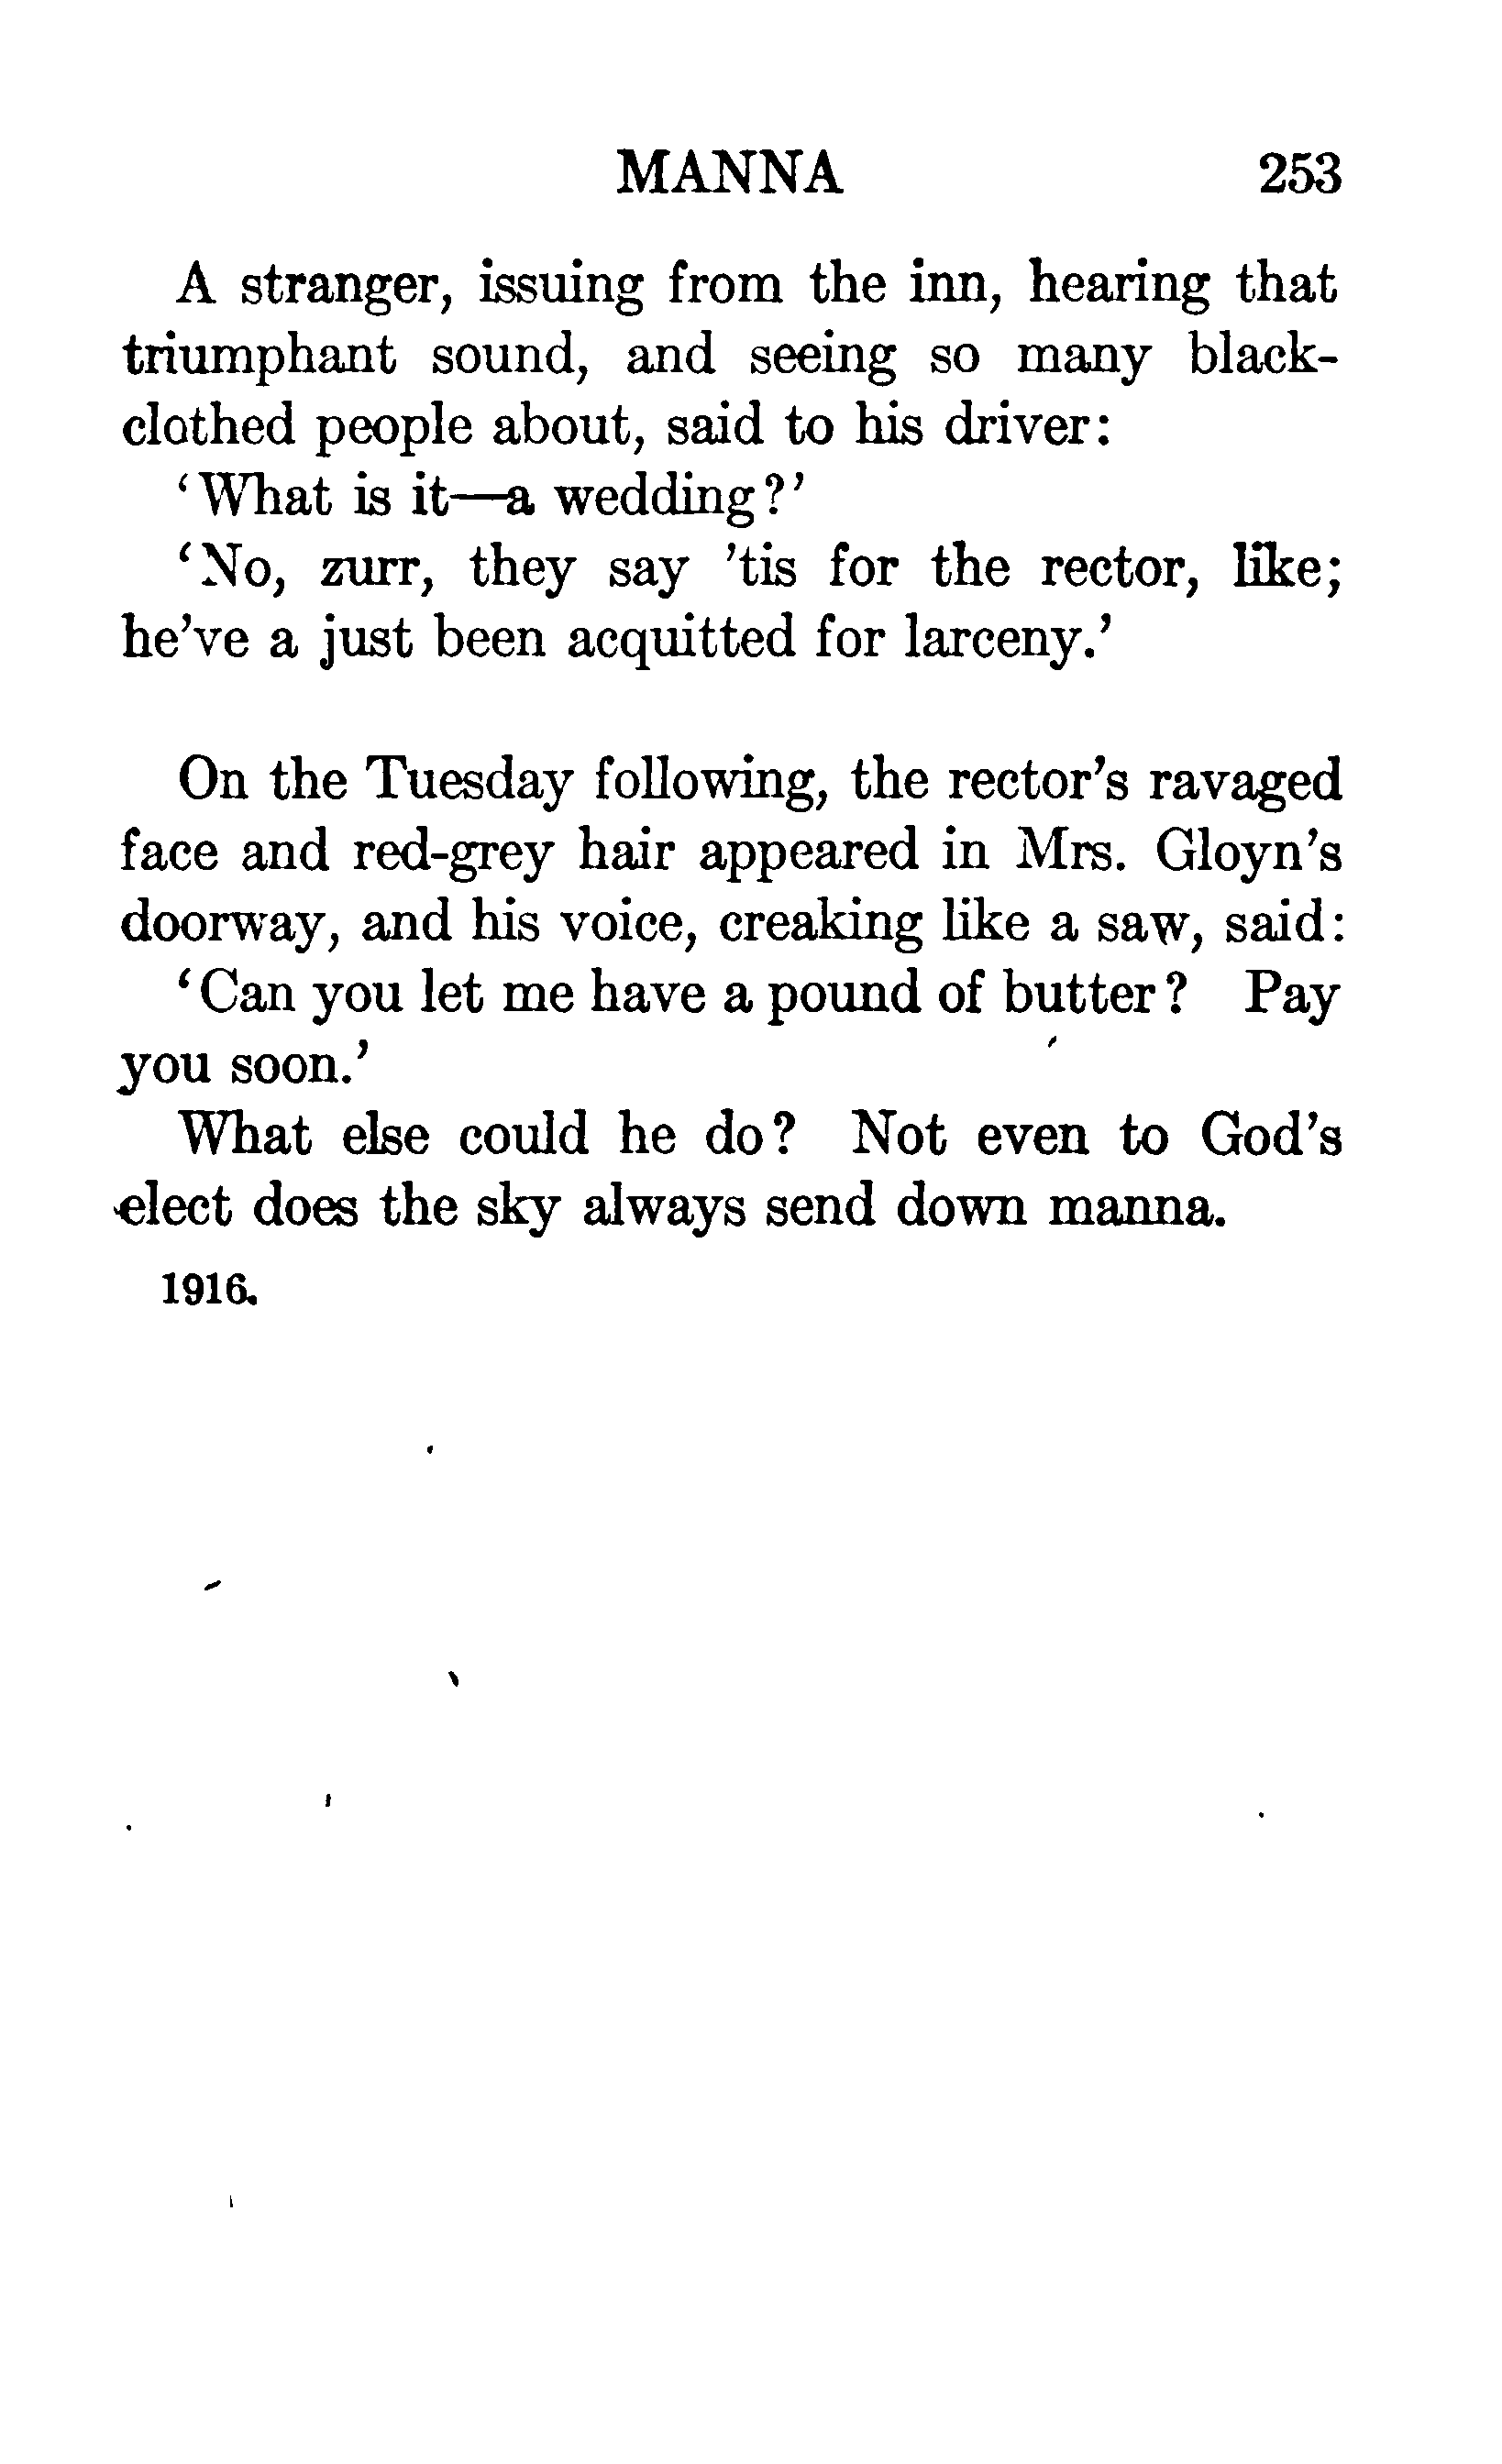 MANNA 253
A stranger, issuing from the inn, hearing that
triumphant sound, and seeing so many black-
clothed people about, said to his driver:
‘What is it—a wedding?’
‘No, zurr, they say ’tis for the rector, like;
he’ve a just been acquitted for larceny.’
On the Tuesday following, the rector’s ravaged
face and red-grey hair appeared in Mrs. Gloyn’s
doorway, and his voice, creaking like a saw, said:
‘Can you let me have a pound of butter? Pay
you soon.’
What else could he do? Not even to God’s
elect does the sky always send down manna.
1916.